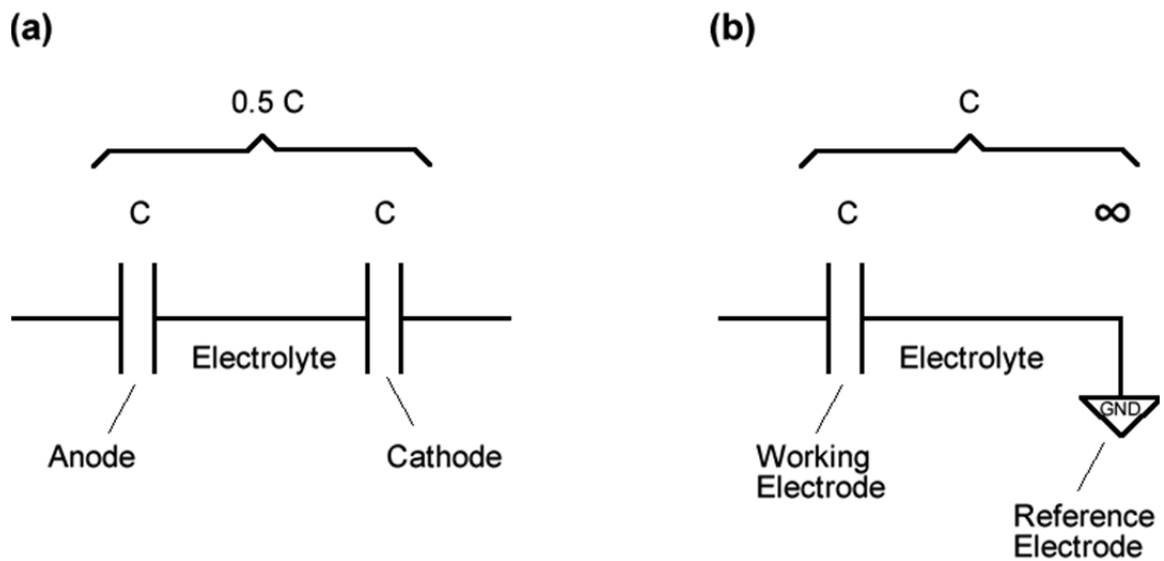 (a)
0.5 C
C
C
Electrolyte
Anode
Cathode
(b)
C
C
∞
Electrolyte
GND
Working
Electrode
Reference
Electrode